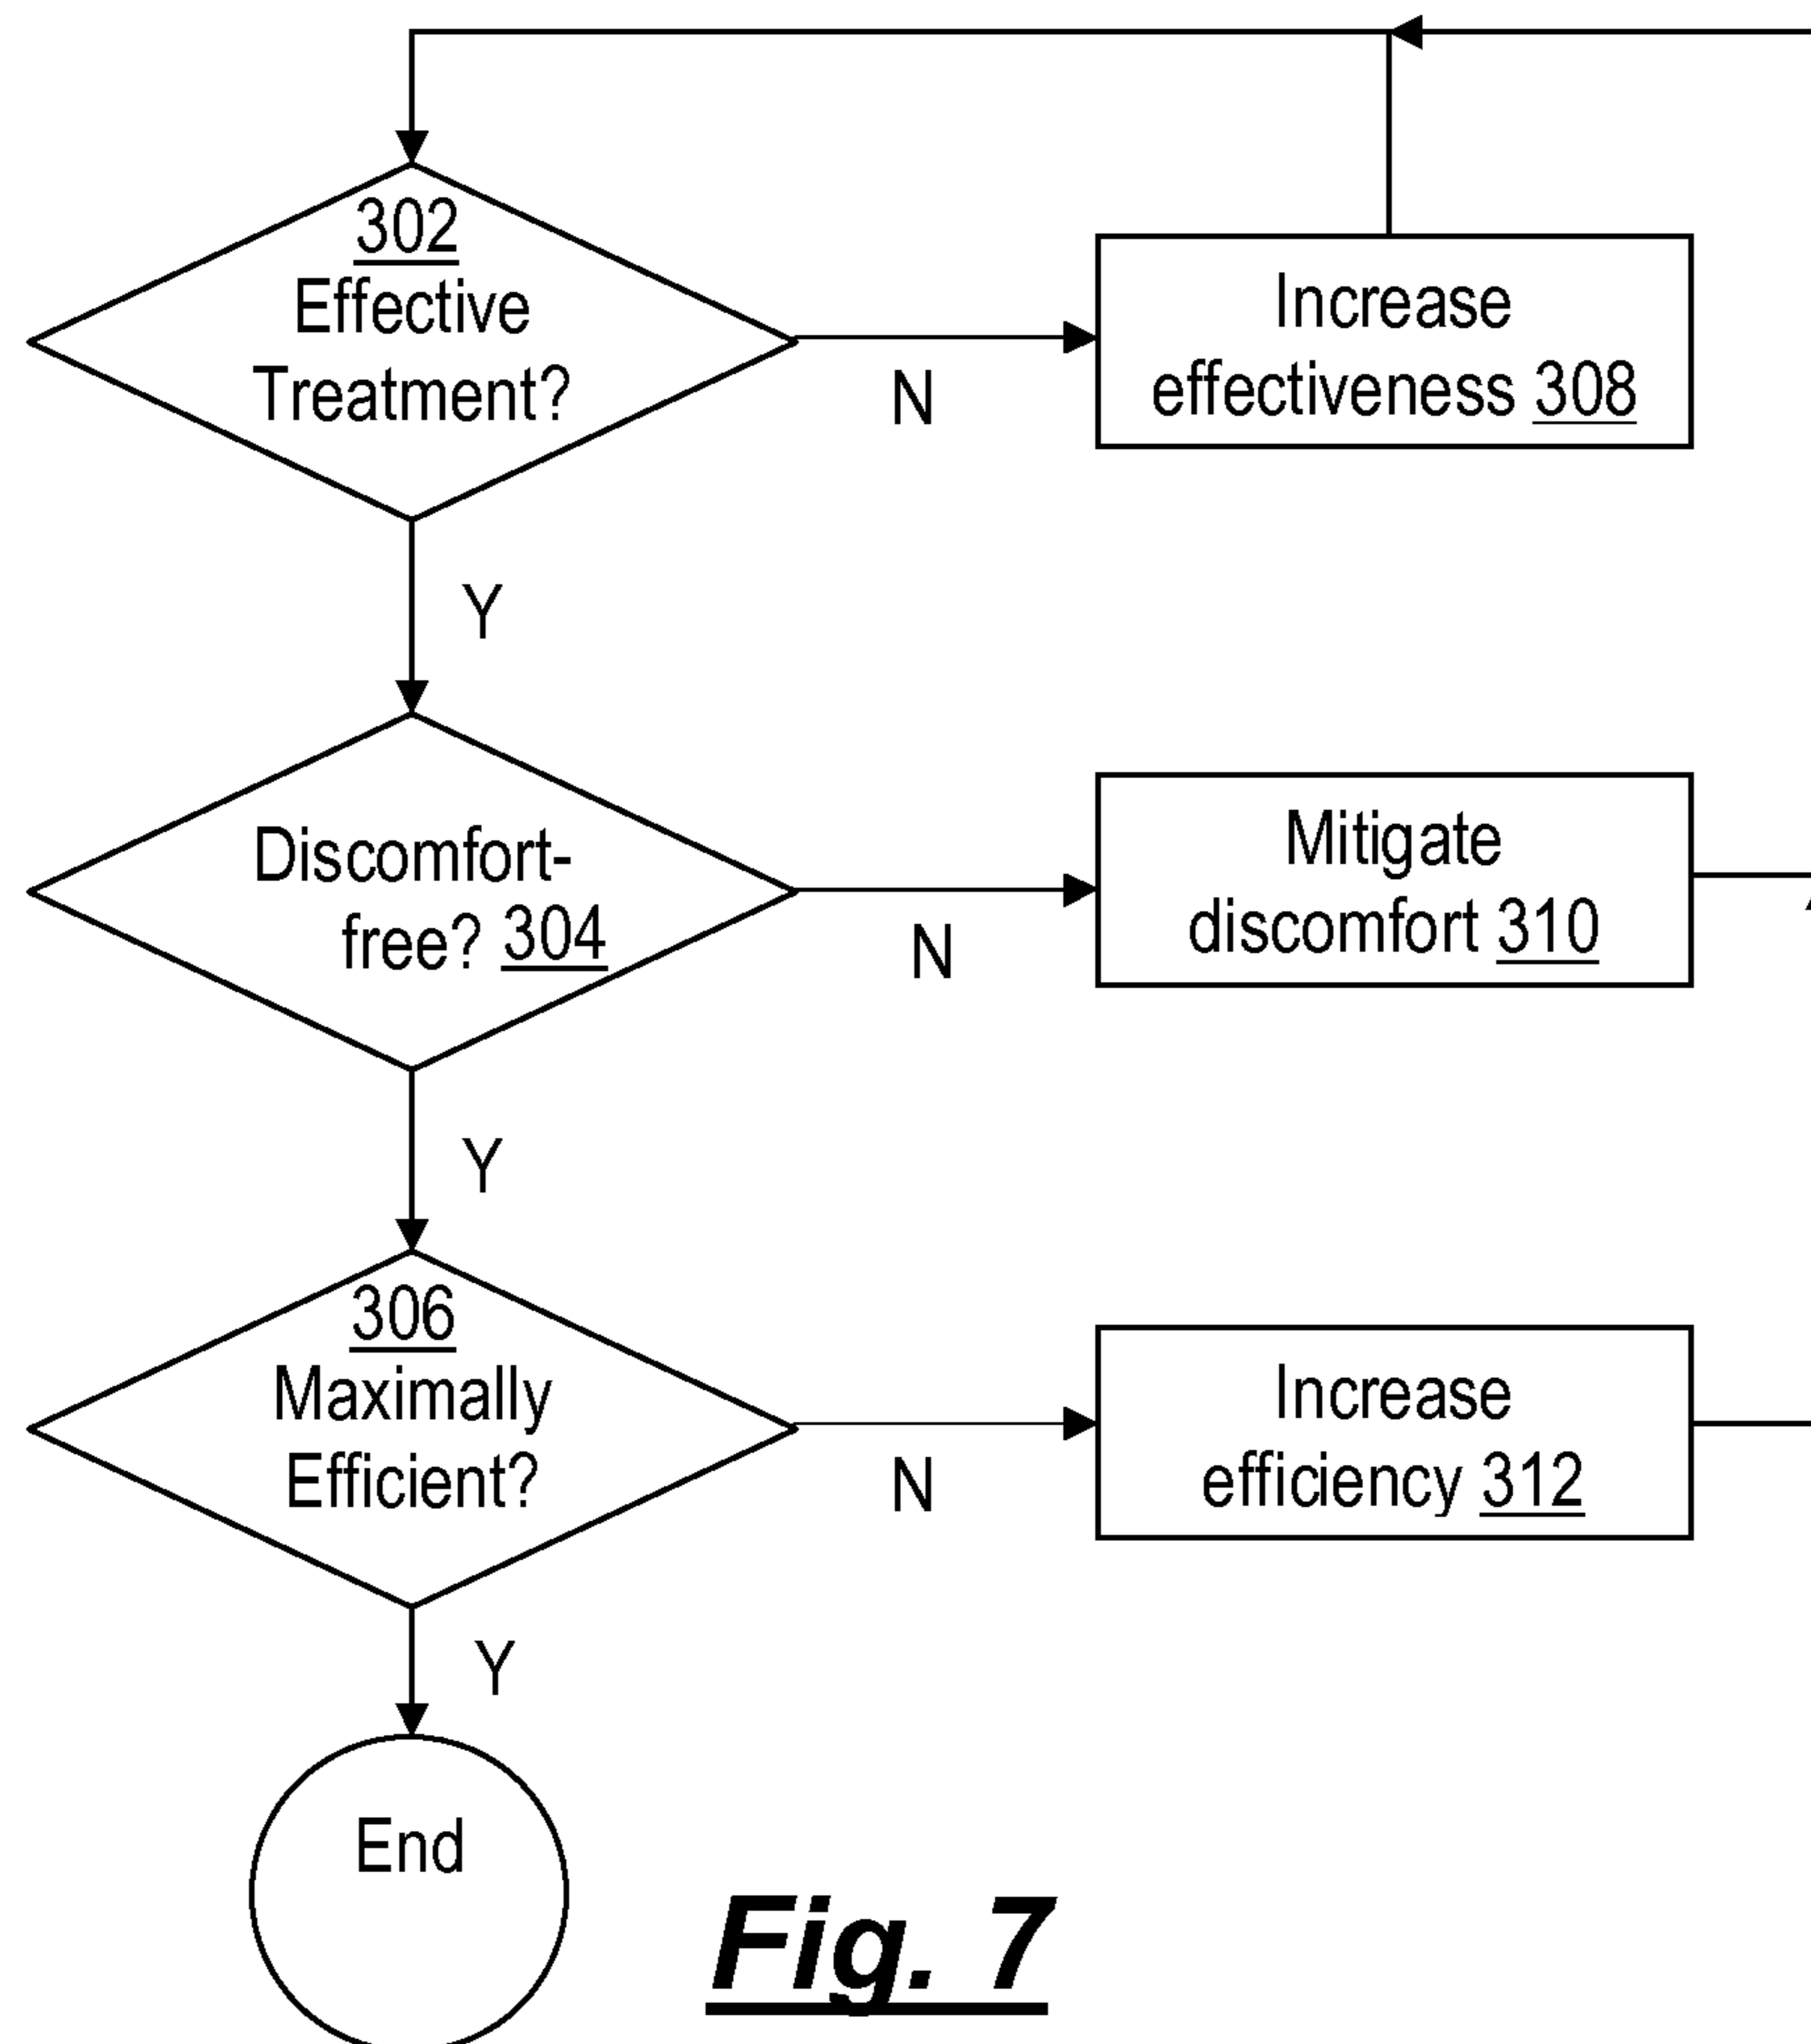 302
Effective
Treatment?
N
Increase
effectiveness 308
Y
Discomfort-
free? 304
N
Mitigate
discomfort 310
Y
306
Maximally
Efficient?
N
Increase
efficiency 312
Y
End
Fig. 7